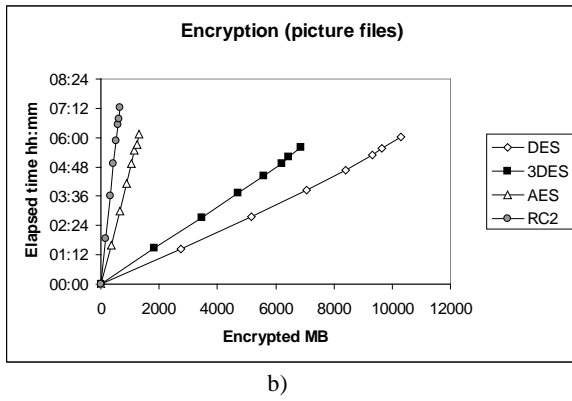 Encryption (picture files)
08:24
07:12
06:00
04:48
03:36
02:24
01:12
00:00
Elapsed time hh:mm
0 2000 4000 6000 8000 10000 12000
Encrypted MB
DES
3DES
AES
RC2
b)